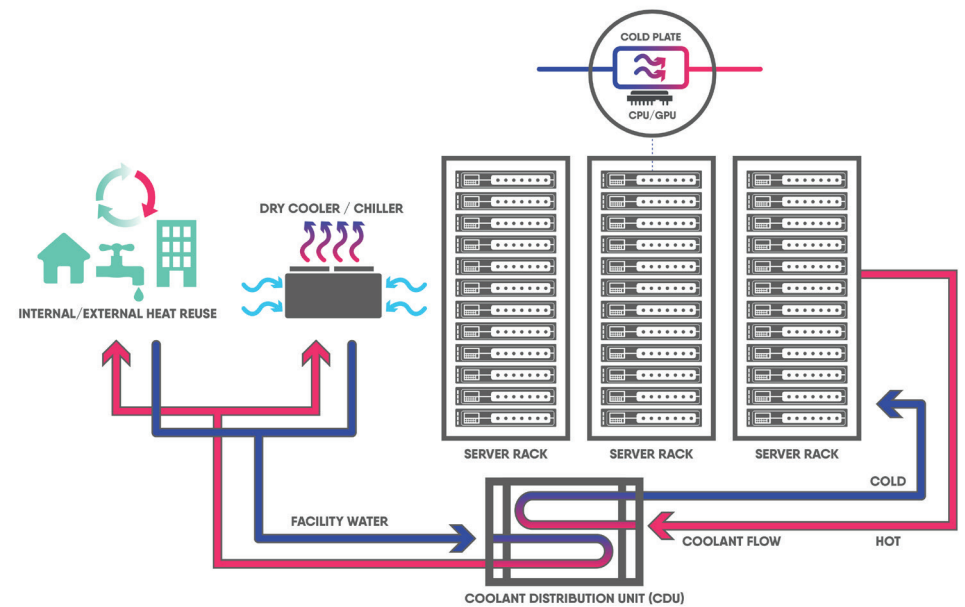 COLD PLATE
CPU/GPU
DRY COOLER / CHILLER
INTERNAL/EXTERNAL HEAT REUSE
SERVER RACK
SERVER RACK
SERVER RACK
COLD
FACILITY WATER
COOLANT FLOW
HOT
COOLANT DISTRIBUTION UNIT (CDU)